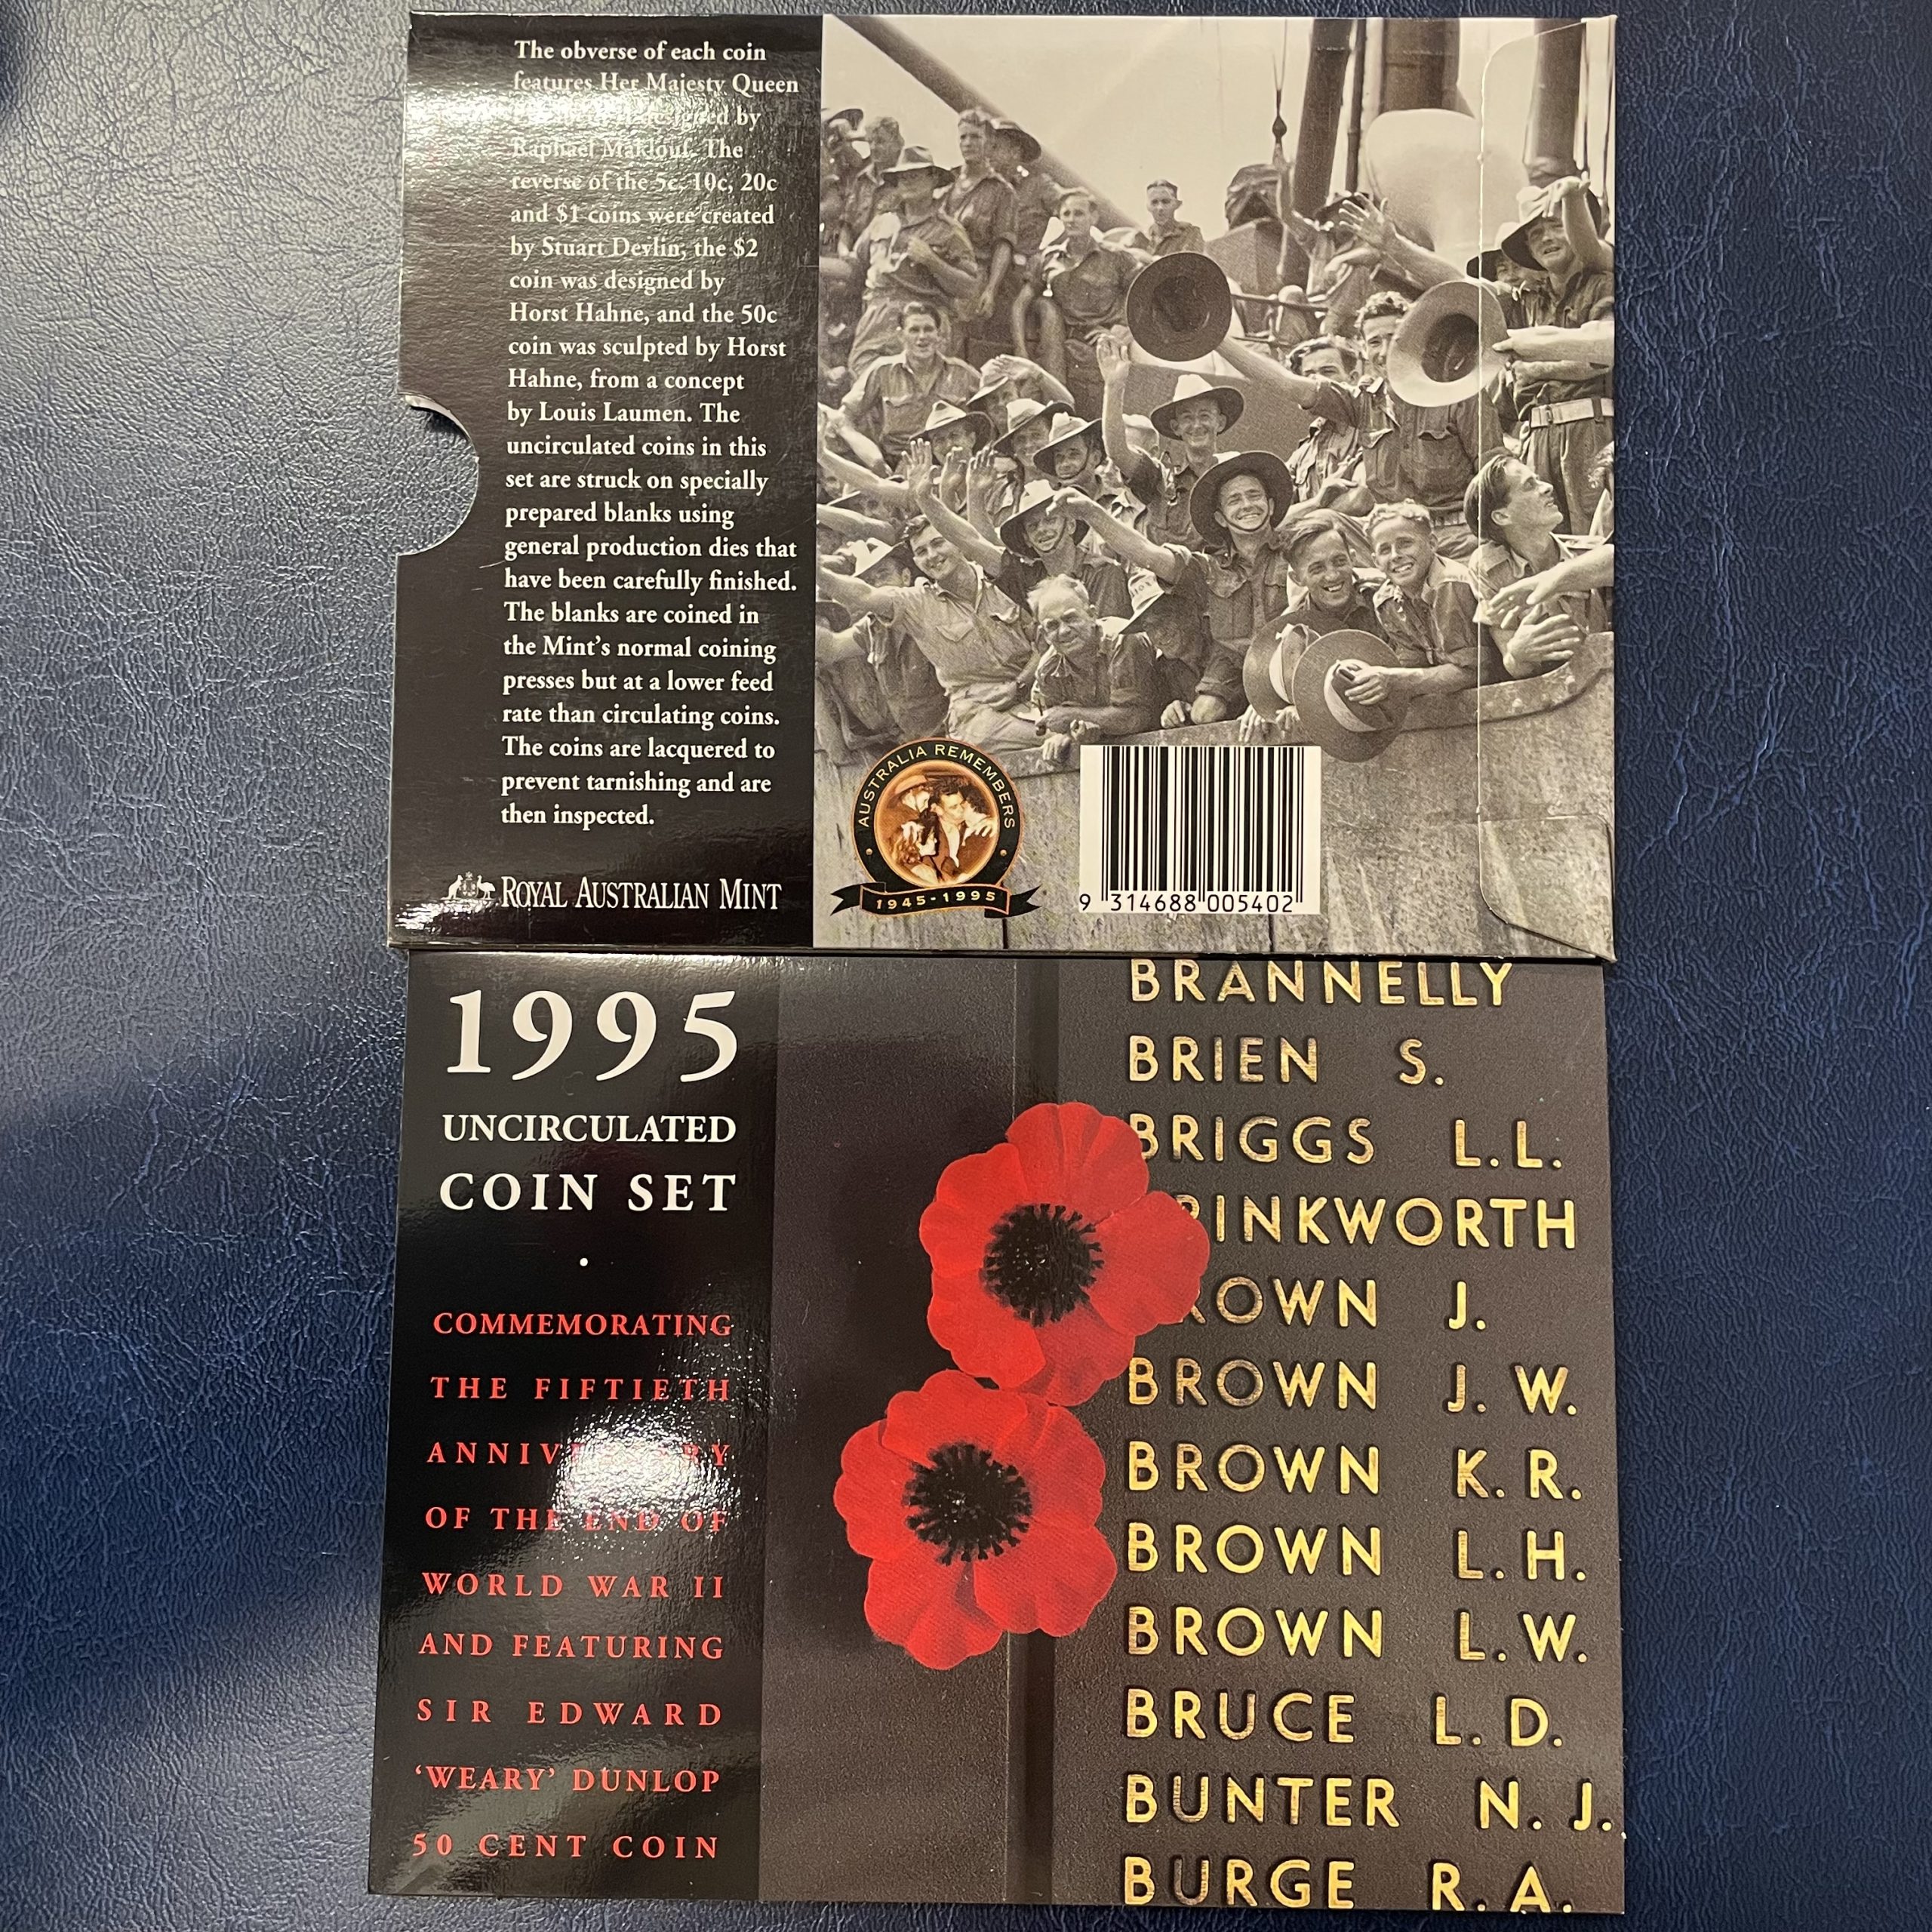 The obverse of each coin
features Her Majesty Queen
designed by
Raphael Maklouf. The
reverse of the 5c, 10c, 20c
and $1 coins were created
by Stuart Devlin, the $2
coin was designed by
Horst Hahne, and the 50c
coin was sculpted by Horst
Hahne, from a concept
by Louis Laumen. The
uncirculated coins in this
set are struck on specially
prepared blanks using
general production dies that
have been carefully finished.
The blanks are coined in
the Mint's normal coining
presses but at a lower feed
rate than circulating coins.
The coins are lacquered to
prevent tarnishing and are
then inspected.
ROYAL AUSTRALIAN MINT
AUSTRALIA REMEMBERS
1945-1995
9 314688 005402
1995
UNCIRCULATED
COIN SET
•
COMMEMORATING
THE FIFTIETH
ANNIVERSARY
OF THE END OF
WORLD WAR II
AND FEATURING
SIR EDWARD
'WEARY' DUNLOP
50 CENT COIN
BRANNELLY
BRIEN S.
BRIGGS L.L.
RINKWORTH
ROWN J.
BROWN J. W.
BROWN K. R.
BROWN L. H.
BROWN L. W.
BRUCE L. D.
BUNTER N. J.
BURGE R. A.